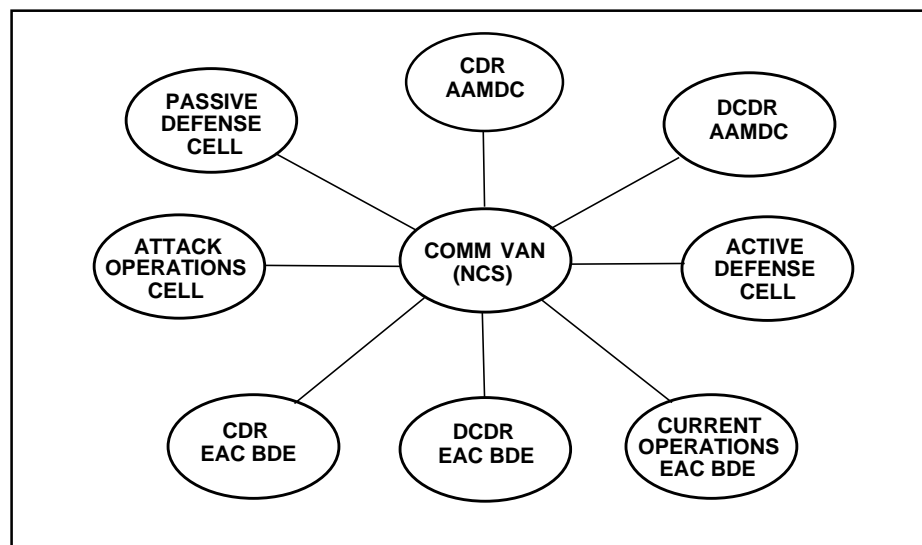 CDR
AAMDC
PASSIVE
DEFENSE
CELL
DCDR
AAMDC
ATTACK
OPERATIONS
CELL
COMM VAN
(NCS)
ACTIVE
DEFENSE
CELL
CDR
EAC BDE
DCDR
EAC BDE
CURRENT
OPERATIONS
EAC BDE